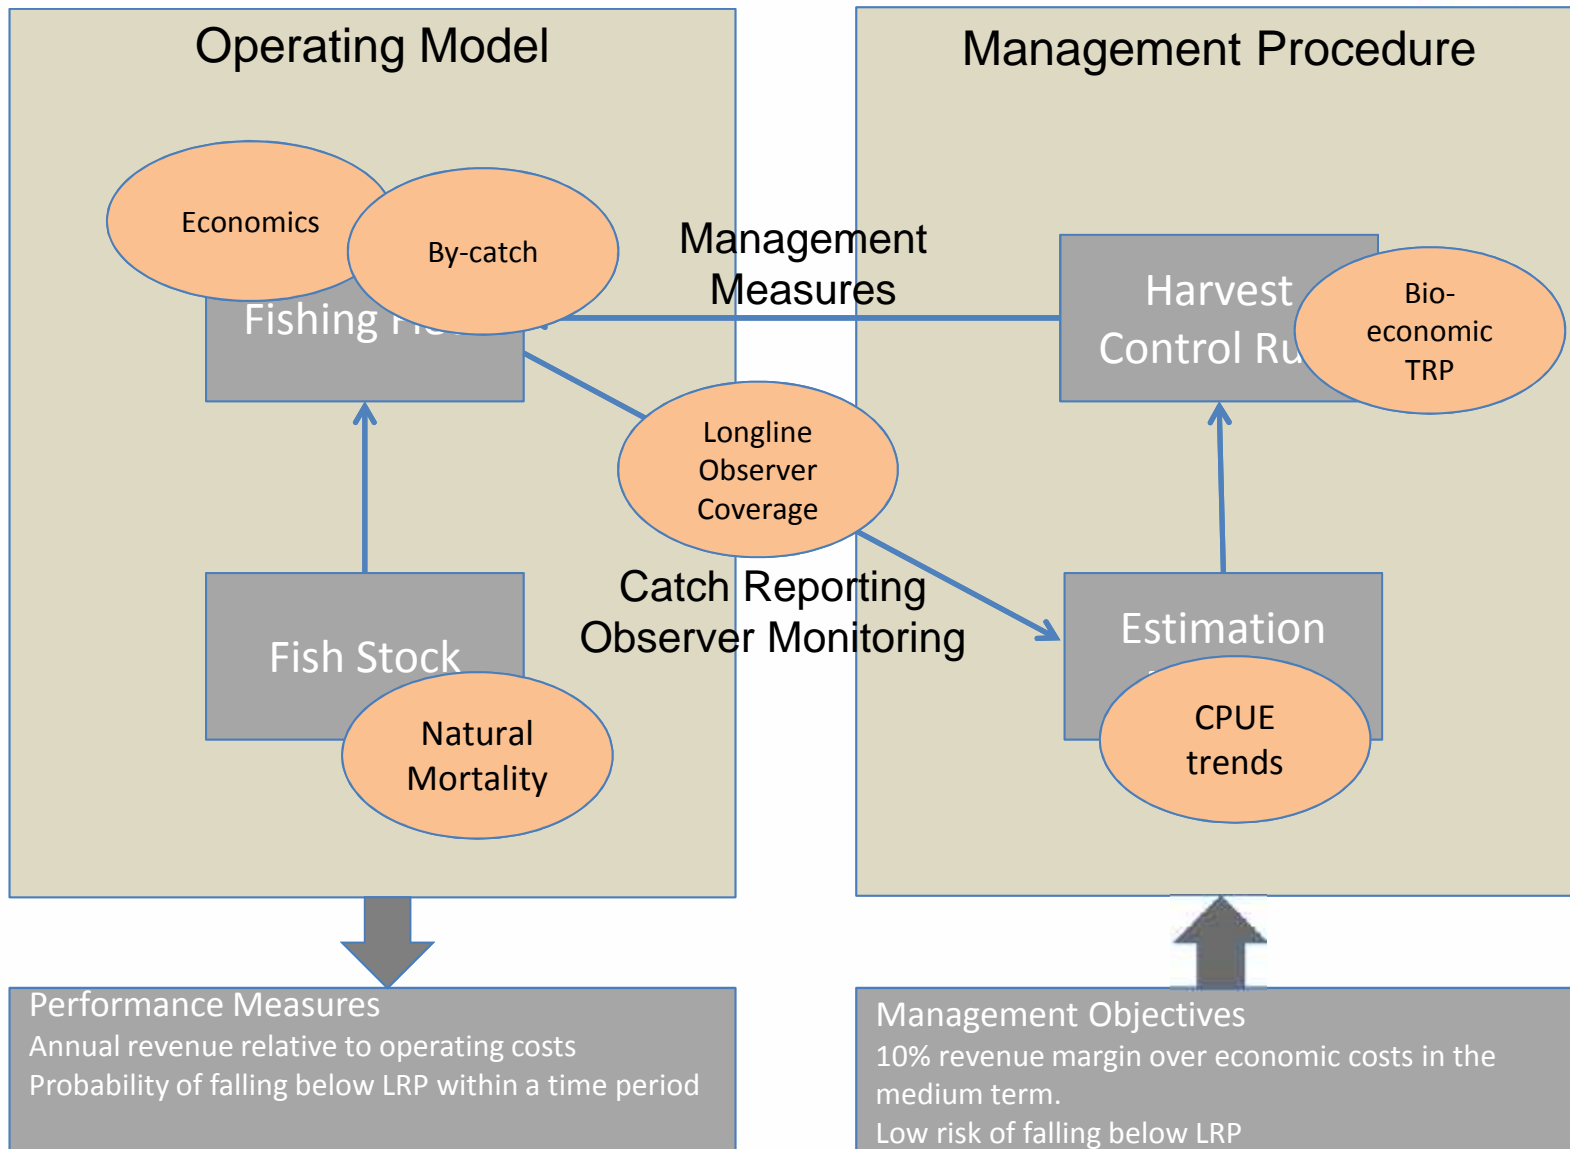 Operating Model
Management Procedure
Economics
By-catch
Fishing
Management
Measures
Harvest
Control
Bio-
economic
TRP
Longline
Observer
Coverage
Catch Reporting
Observer Monitoring
Fish Stock
Natural
Mortality
Estimation
CPUE
trends
Performance Measures
Annual revenue relative to operating costs
Probability of falling below LRP within a time period
Management Objectives
10% revenue margin over economic costs in the
medium term.
Low risk of falling below LRP